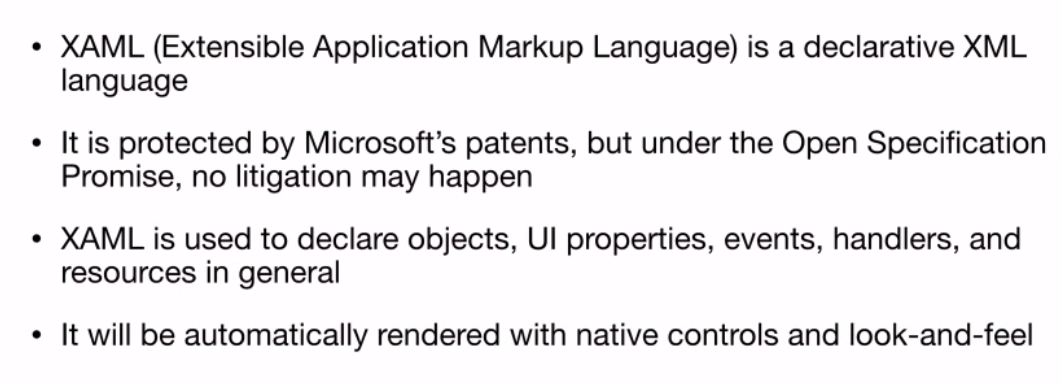 • XAML (Extensible Application Markup Language) is a declarative XML
language
• It is protected by Microsoft’s patents, but under the Open Specification
Promise, no litigation may happen
• XAML is used to declare objects, UI properties, events, handlers, and
resources in general
• It will be automatically rendered with native controls and look-and-feel